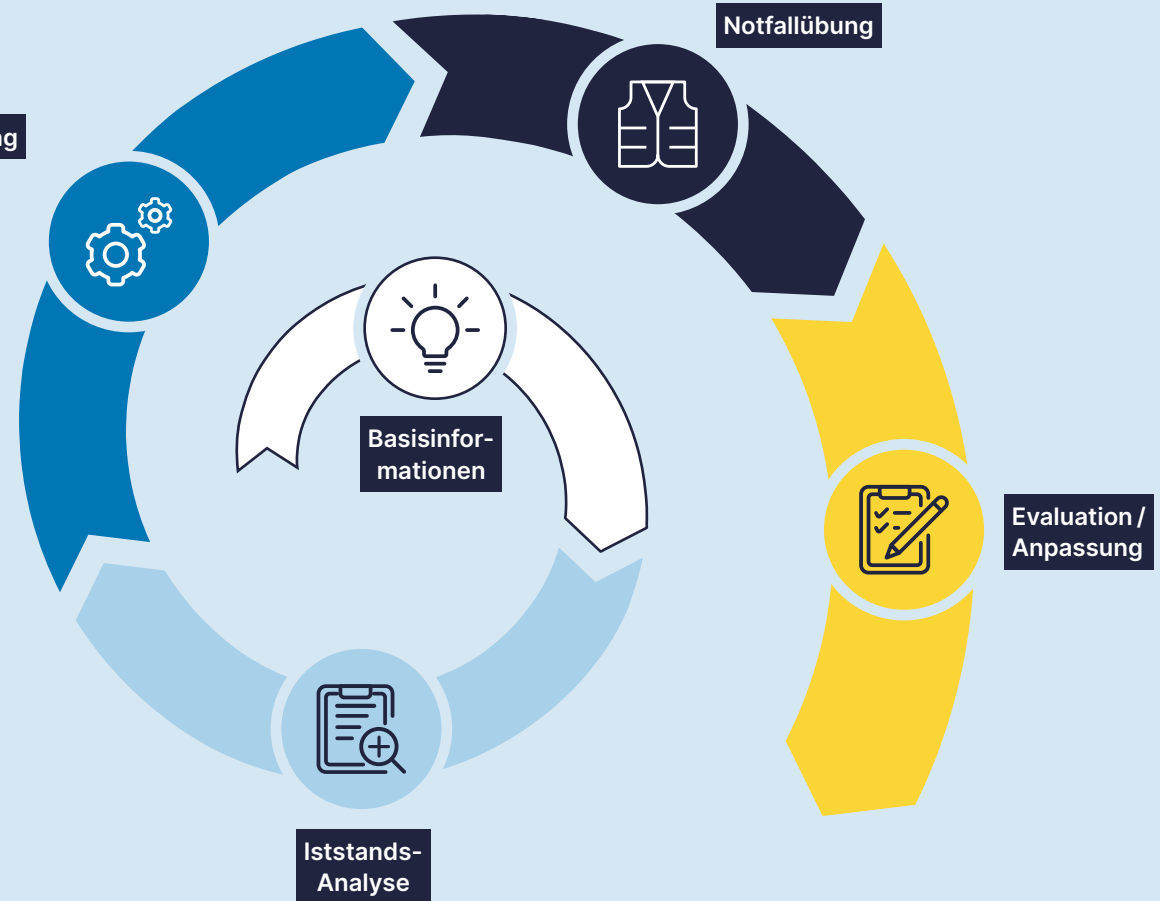 Notfallübung
Basisinfor-
mationen
Evaluation /
Anpassung
Iststands-
Analyse